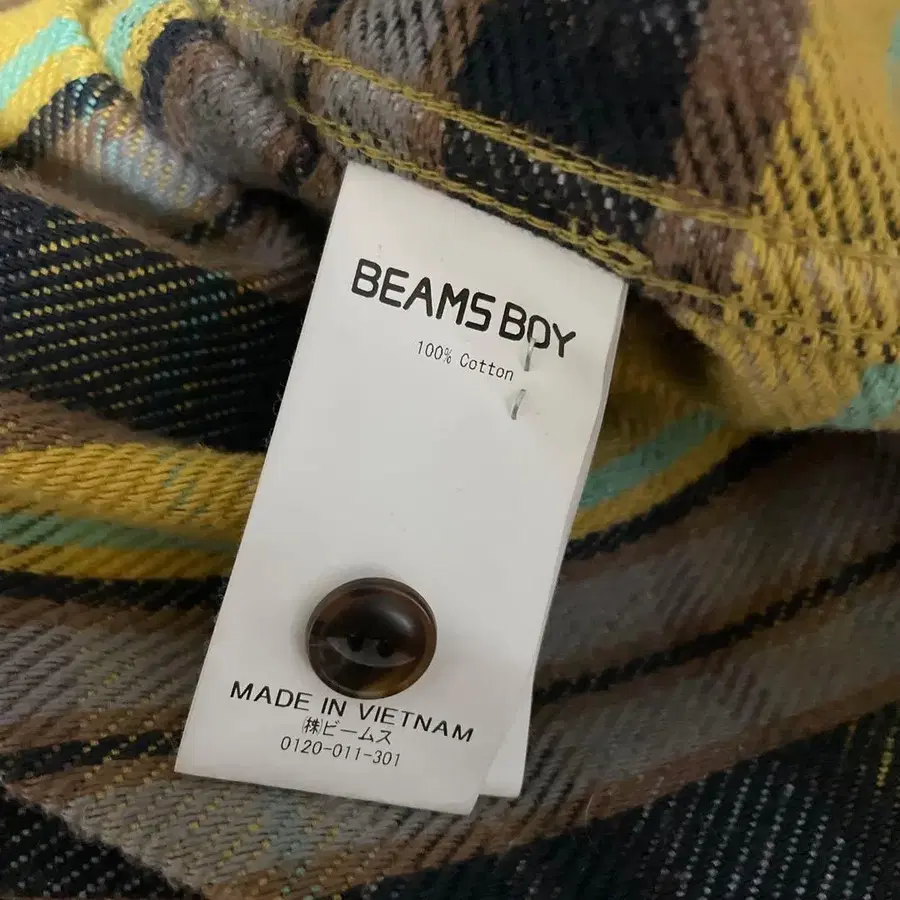 BEAMS BOY
100% Cotton
MADE IN VIETNAM
㈱ビームス
0120-011-301